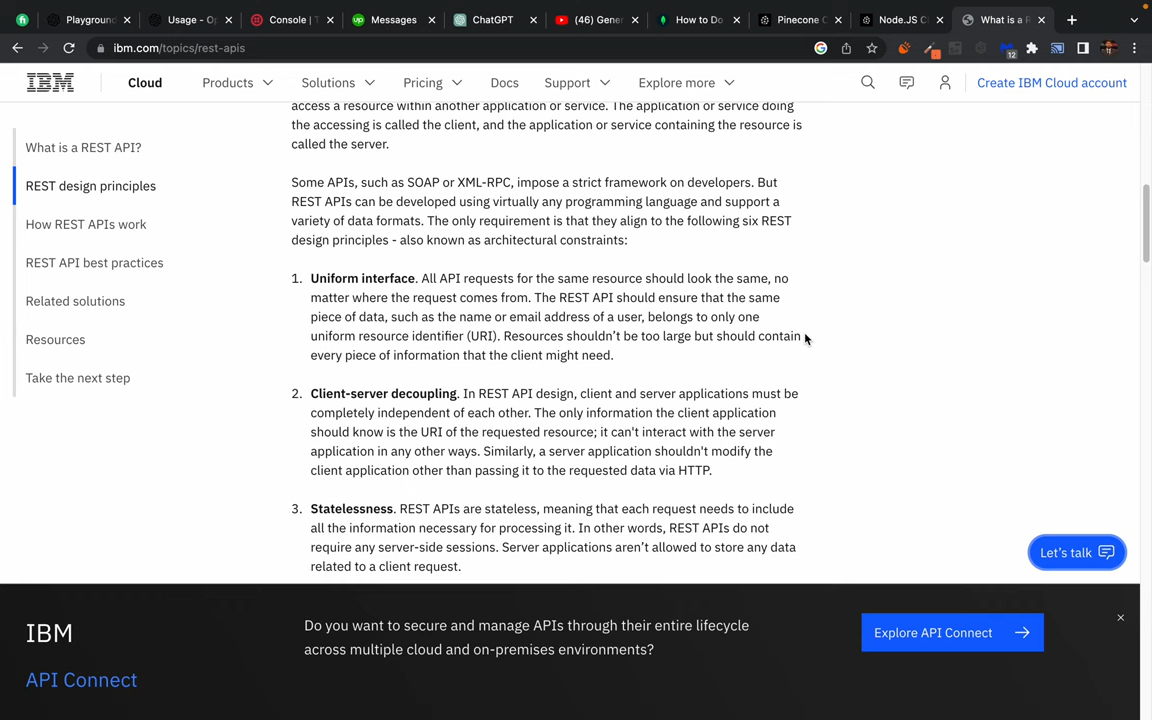 Playground
Usage - Op
Console | T
Messages
ChatGPT
(46) Gener
How to Do
Pinecone C
Node.JS Cl
What is a R
ibm.com/topics/rest-apis
12
IBM
Cloud
Products
Solutions
Pricing
Docs
Support
Explore more
Create IBM Cloud account
What is a REST API?
REST design principles
How REST APIs work
REST API best practices
Related solutions
Resources
Take the next step
access a resource within another application or service. The application or service doing
the accessing is called the client, and the application or service containing the resource is
called the server.
Some APIs, such as SOAP or XML-RPC, impose a strict framework on developers. But
REST APIs can be developed using virtually any programming language and support a
variety of data formats. The only requirement is that they align to the following six REST
design principles - also known as architectural constraints:
1. Uniform interface. All API requests for the same resource should look the same, no
matter where the request comes from. The REST API should ensure that the same
piece of data, such as the name or email address of a user, belongs to only one
uniform resource identifier (URI). Resources shouldn’t be too large but should contain
every piece of information that the client might need.
2. Client-server decoupling. In REST API design, client and server applications must be
completely independent of each other. The only information the client application
should know is the URI of the requested resource; it can't interact with the server
application in any other ways. Similarly, a server application shouldn't modify the
client application other than passing it to the requested data via HTTP.
3. Statelessness. REST APIs are stateless, meaning that each request needs to include
all the information necessary for processing it. In other words, REST APIs do not
require any server-side sessions. Server applications aren’t allowed to store any data
related to a client request.
Let’s talk
IBM
API Connect
Do you want to secure and manage APIs through their entire lifecycle
across multiple cloud and on-premises environments?
Explore API Connect